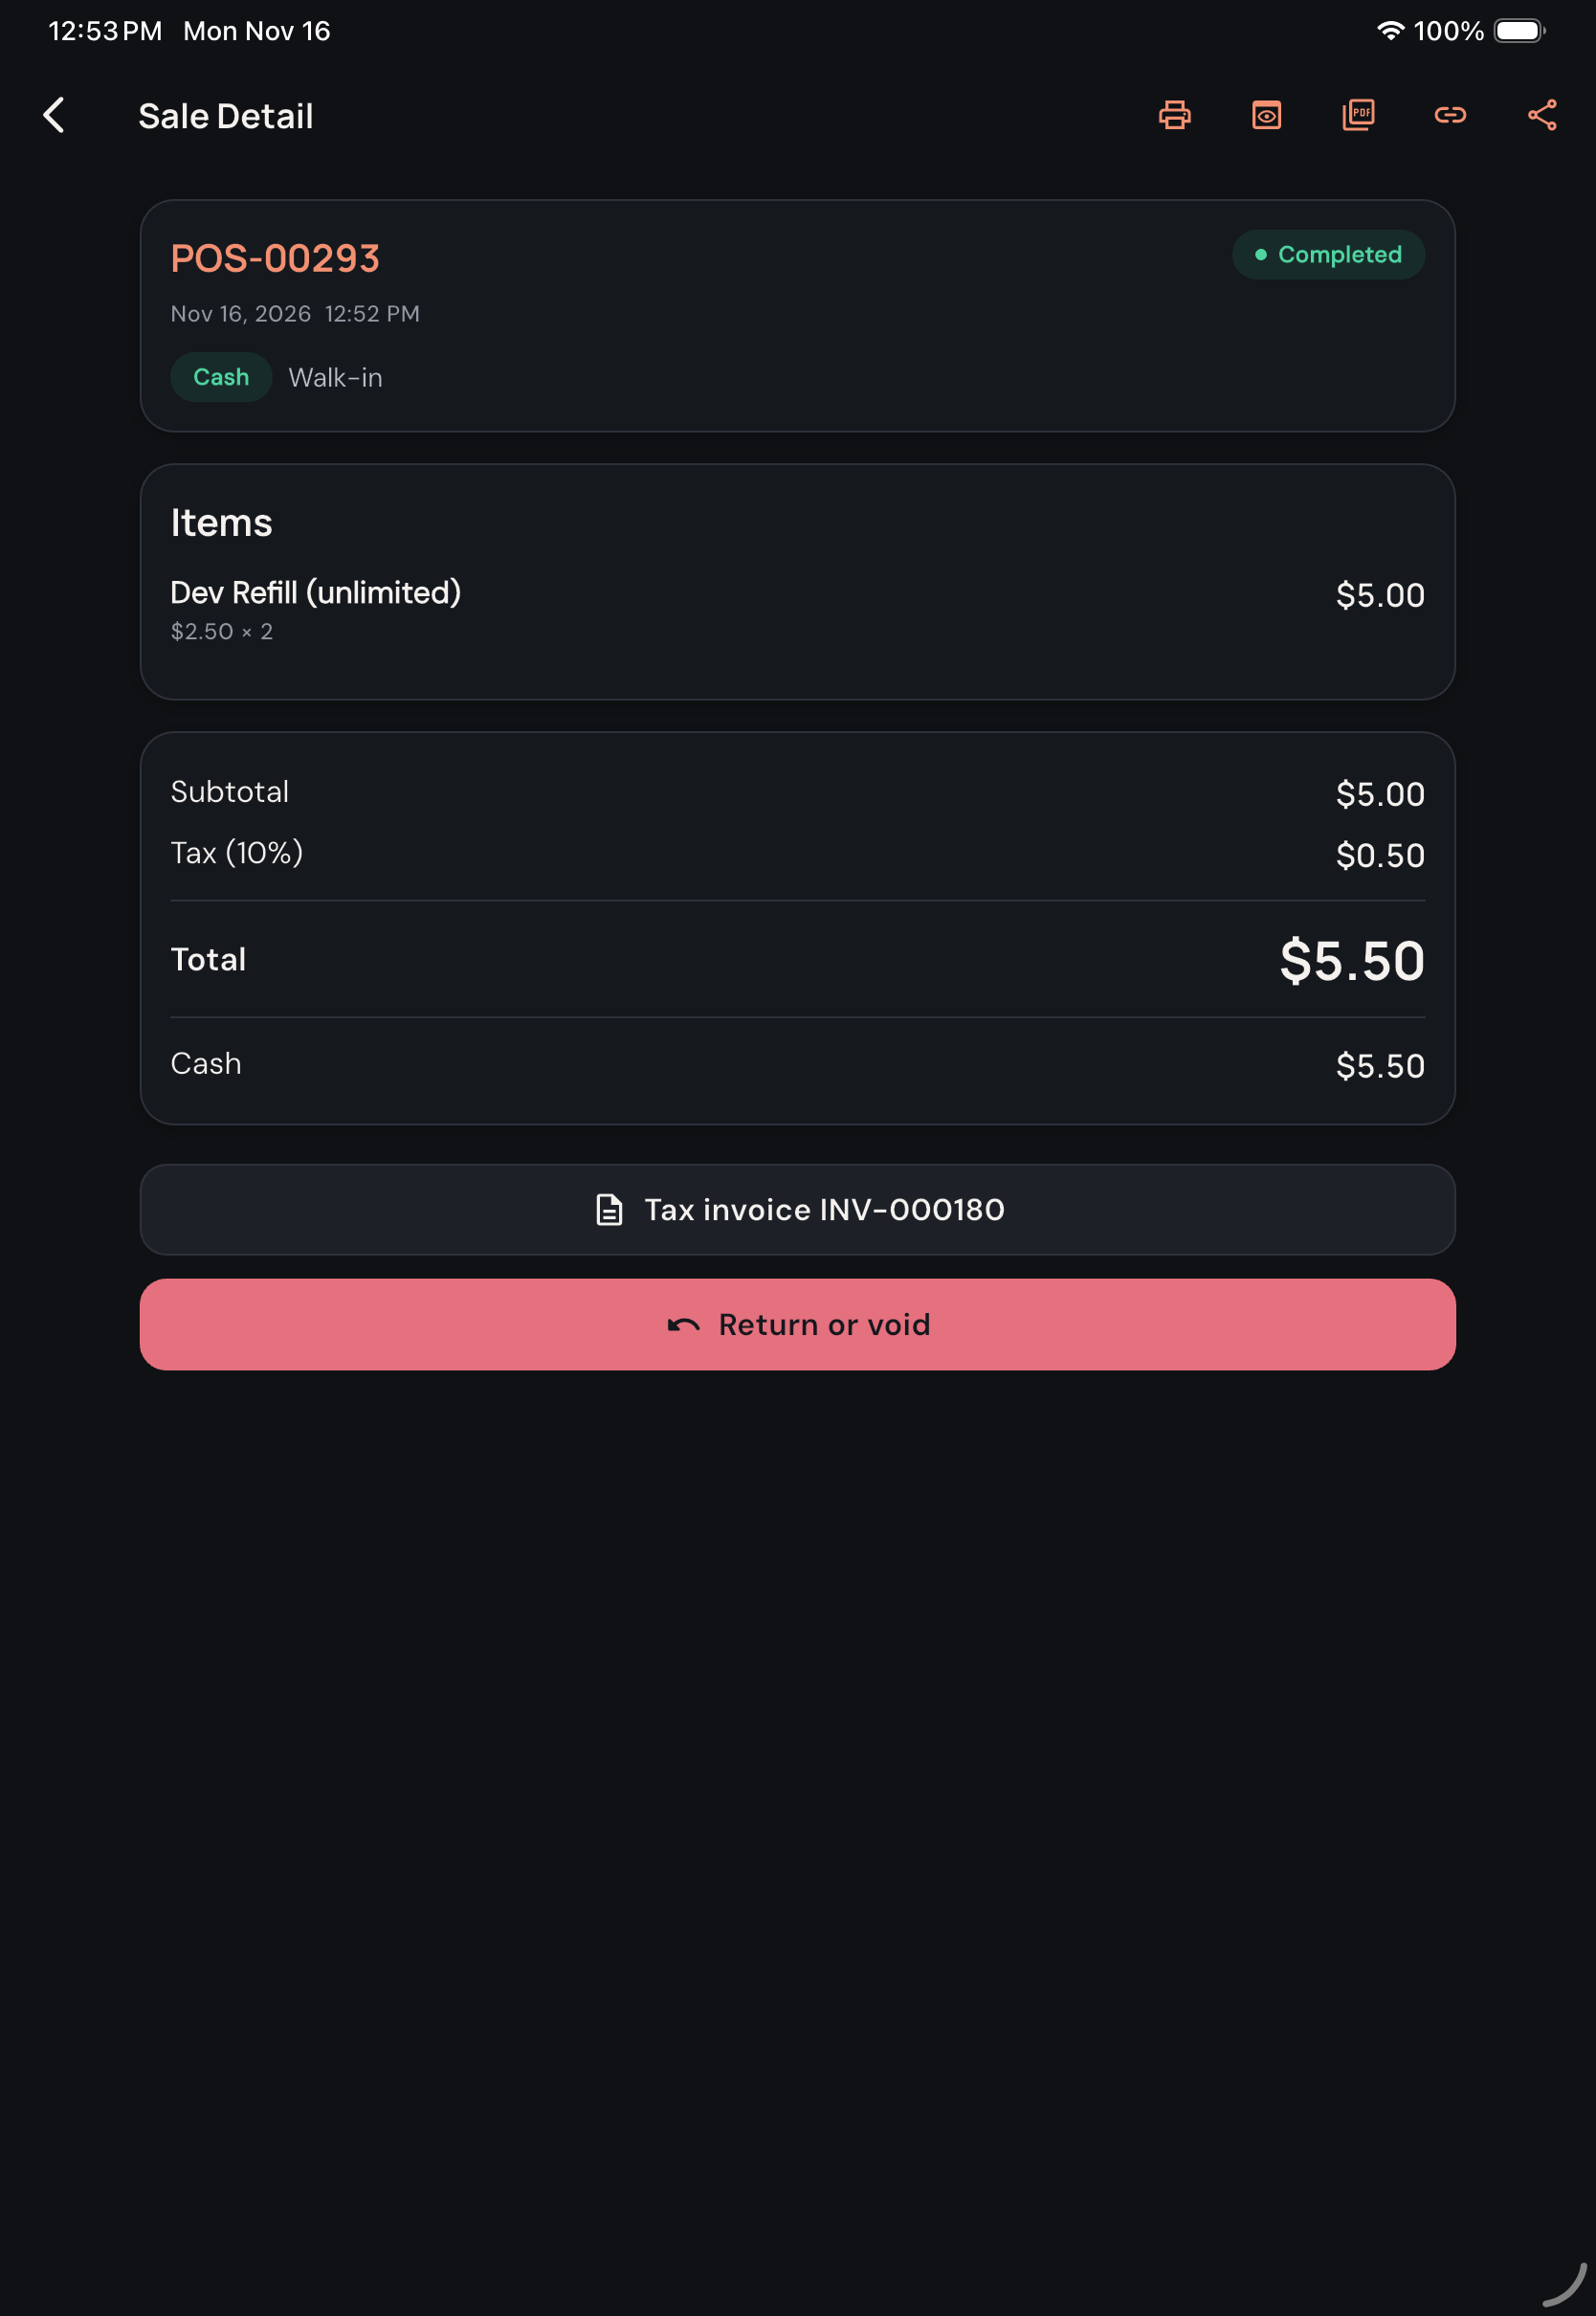 12:53 PM Mon Nov 16 100%
Sale Detail
PDF
POS-00293 Completed
Nov 16, 2026 12:52 PM
Cash Walk-in
Items
Dev Refill (unlimited) $5.00
$2.50 × 2
Subtotal $5.00
Tax (10%) $0.50
Total $5.50
Cash $5.50
Tax invoice INV-000180
Return or void